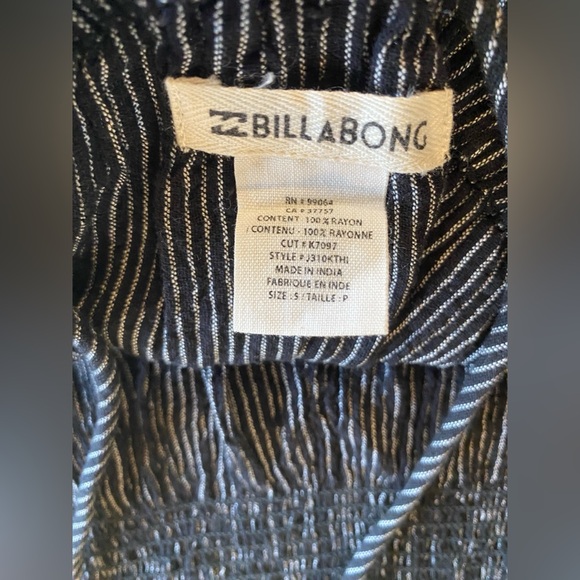 BILLABONG
RN # 99064
CA # 37757
CONTENT : 100% RAYON
/ CONTENU - 100% RAYONNE
CUT # K7097
STYLE # J310KTHI
MADE IN INDIA
FABRIQUE EN INDE
SIZE : S / TAILLE : P